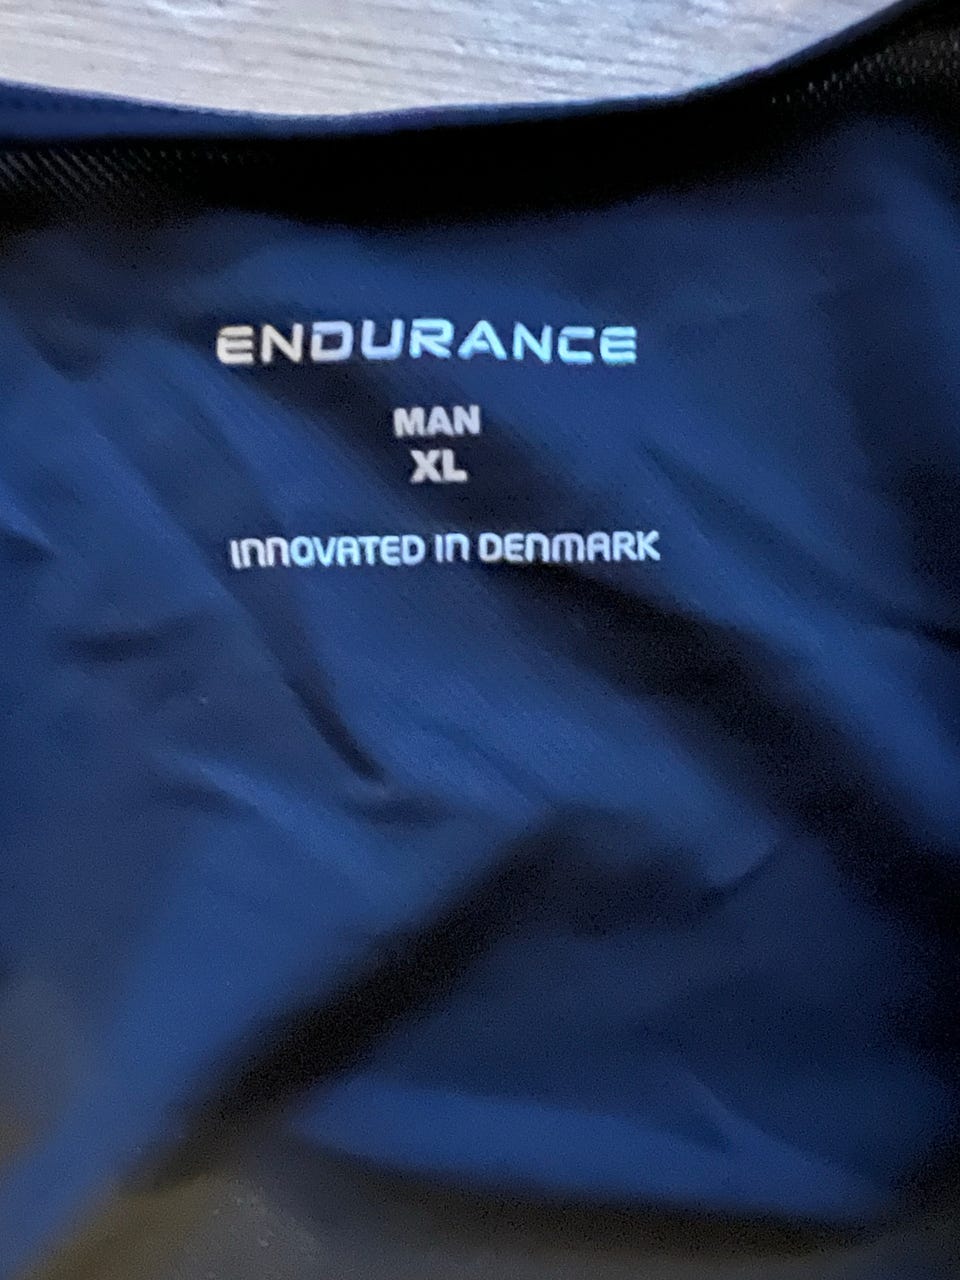 ENDURANCE
MAN
XL
INNOVATED IN DENMARK